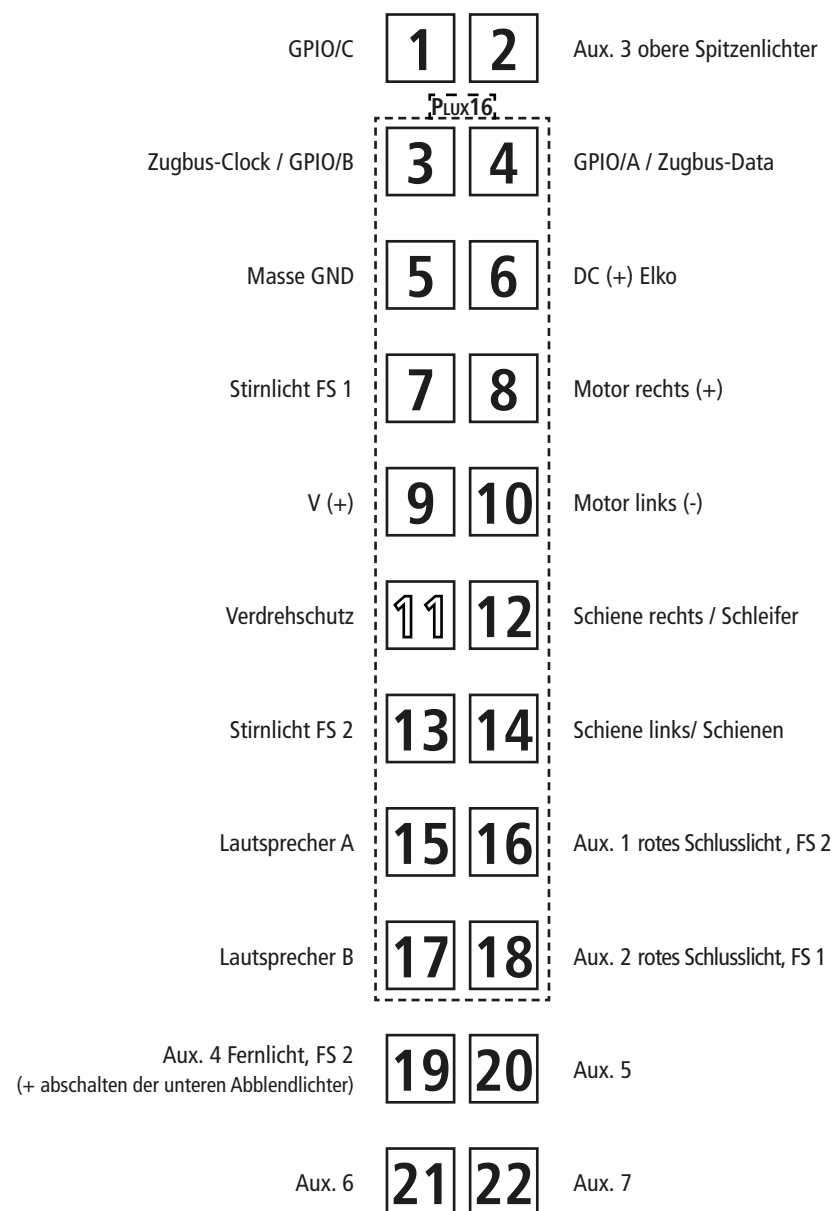 GPIO/C 1 2 Aux. 3 obere Spitzenlichter
PLUX16
Zugbus-Clock / GPIO/B 3 4 GPIO/A / Zugbus-Data
Masse GND 5 6 DC (+) Elko
Stirnlicht FS 1 7 8 Motor rechts (+)
V (+) 9 10 Motor links (-)
Verdrehschutz 11 12 Schiene rechts / Schleifer
Stirnlicht FS 2 13 14 Schiene links/ Schienen
Lautsprecher A 15 16 Aux. 1 rotes Schlusslicht , FS 2
Lautsprecher B 17 18 Aux. 2 rotes Schlusslicht, FS 1
Aux. 4 Fernlicht, FS 2
(+ abschalten der unteren Abblendlichter) 19 20 Aux. 5
Aux. 6 21 22 Aux. 7